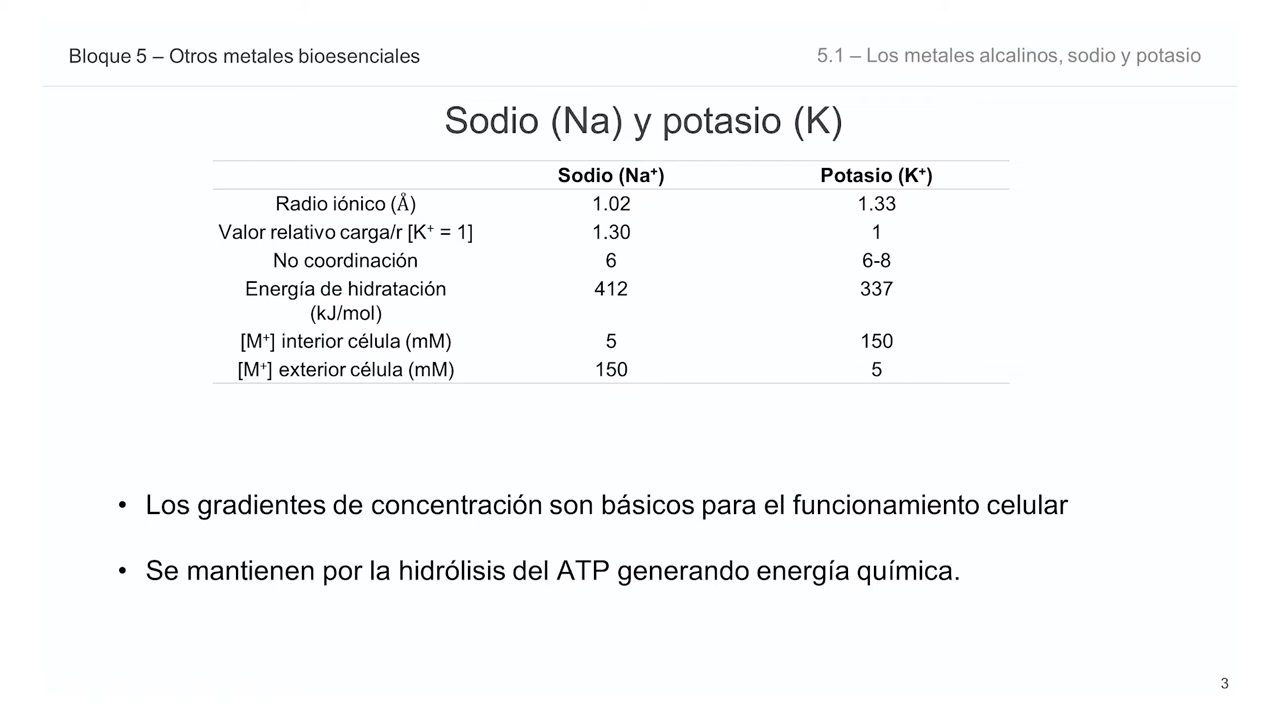 Bloque 5 – Otros metales bioesenciales
5.1 – Los metales alcalinos, sodio y potasio
Sodio (Na) y potasio (K)
Sodio (Na⁺) Potasio (K⁺)
Radio iónico (Å) 1.02 1.33
Valor relativo carga/r [K⁺ = 1] 1.30 1
No coordinación 6 6-8
Energía de hidratación 412 337
(kJ/mol)
[M⁺] interior célula (mM) 5 150
[M⁺] exterior célula (mM) 150 5
• Los gradientes de concentración son básicos para el funcionamiento celular
• Se mantienen por la hidrólisis del ATP generando energía química.
3